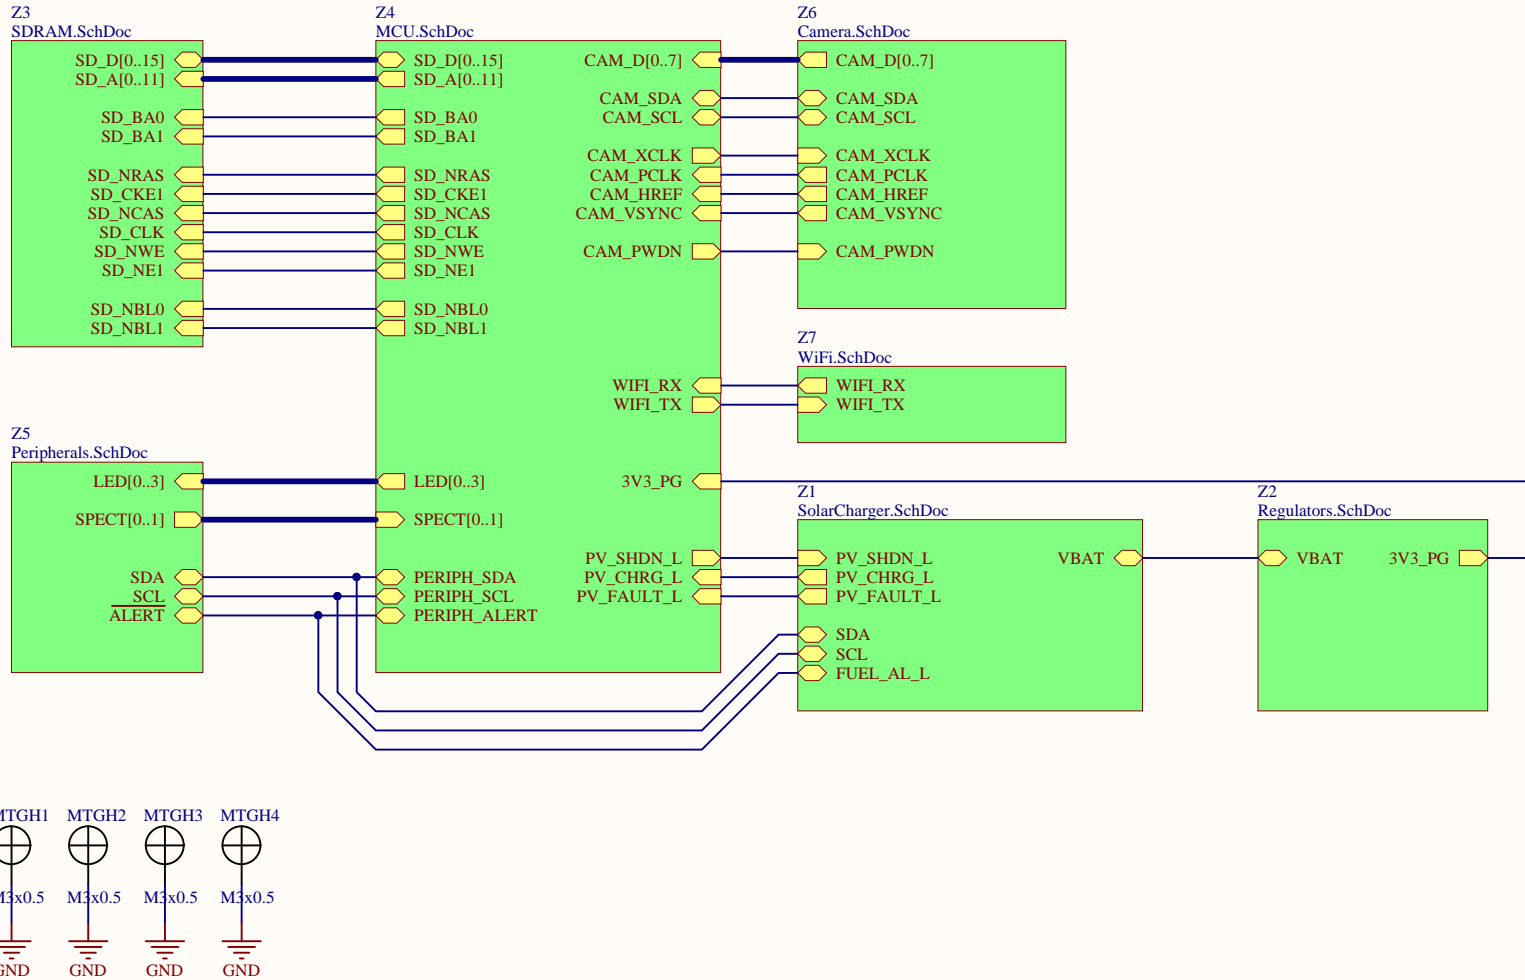 Z3
SDRAM.SchDoc
SD_D[0..15]
SD_A[0..11]
SD_BA0
SD_BA1
SD_NRAS
SD_CKE1
SD_NCAS
SD_CLK
SD_NWE
SD_NE1
SD_NBL0
SD_NBL1
Z4
MCU.SchDoc
SD_D[0..15]
SD_A[0..11]
SD_BA0
SD_BA1
SD_NRAS
SD_CKE1
SD_NCAS
SD_CLK
SD_NWE
SD_NE1
SD_NBL0
SD_NBL1
LED[0..3]
SPECT[0..1]
PERIPH_SDA
PERIPH_SCL
PERIPH_ALERT
CAM_D[0..7]
CAM_SDA
CAM_SCL
CAM_XCLK
CAM_PCLK
CAM_HREF
CAM_VSYNC
CAM_PWDN
WIFI_RX
WIFI_TX
3V3_PG
PV_SHDN_L
PV_CHRG_L
PV_FAULT_L
Z6
Camera.SchDoc
CAM_D[0..7]
CAM_SDA
CAM_SCL
CAM_XCLK
CAM_PCLK
CAM_HREF
CAM_VSYNC
CAM_PWDN
Z7
WiFi.SchDoc
WIFI_RX
WIFI_TX
Z5
Peripherals.SchDoc
LED[0..3]
SPECT[0..1]
SDA
SCL
ALERT
Z1
SolarCharger.SchDoc
PV_SHDN_L
PV_CHRG_L
PV_FAULT_L
SDA
SCL
FUEL_AL_L
VBAT
Z2
Regulators.SchDoc
VBAT
3V3_PG
MTGH1 MTGH2 MTGH3 MTGH4
M3x0.5 M3x0.5 M3x0.5 M3x0.5
GND GND GND GND